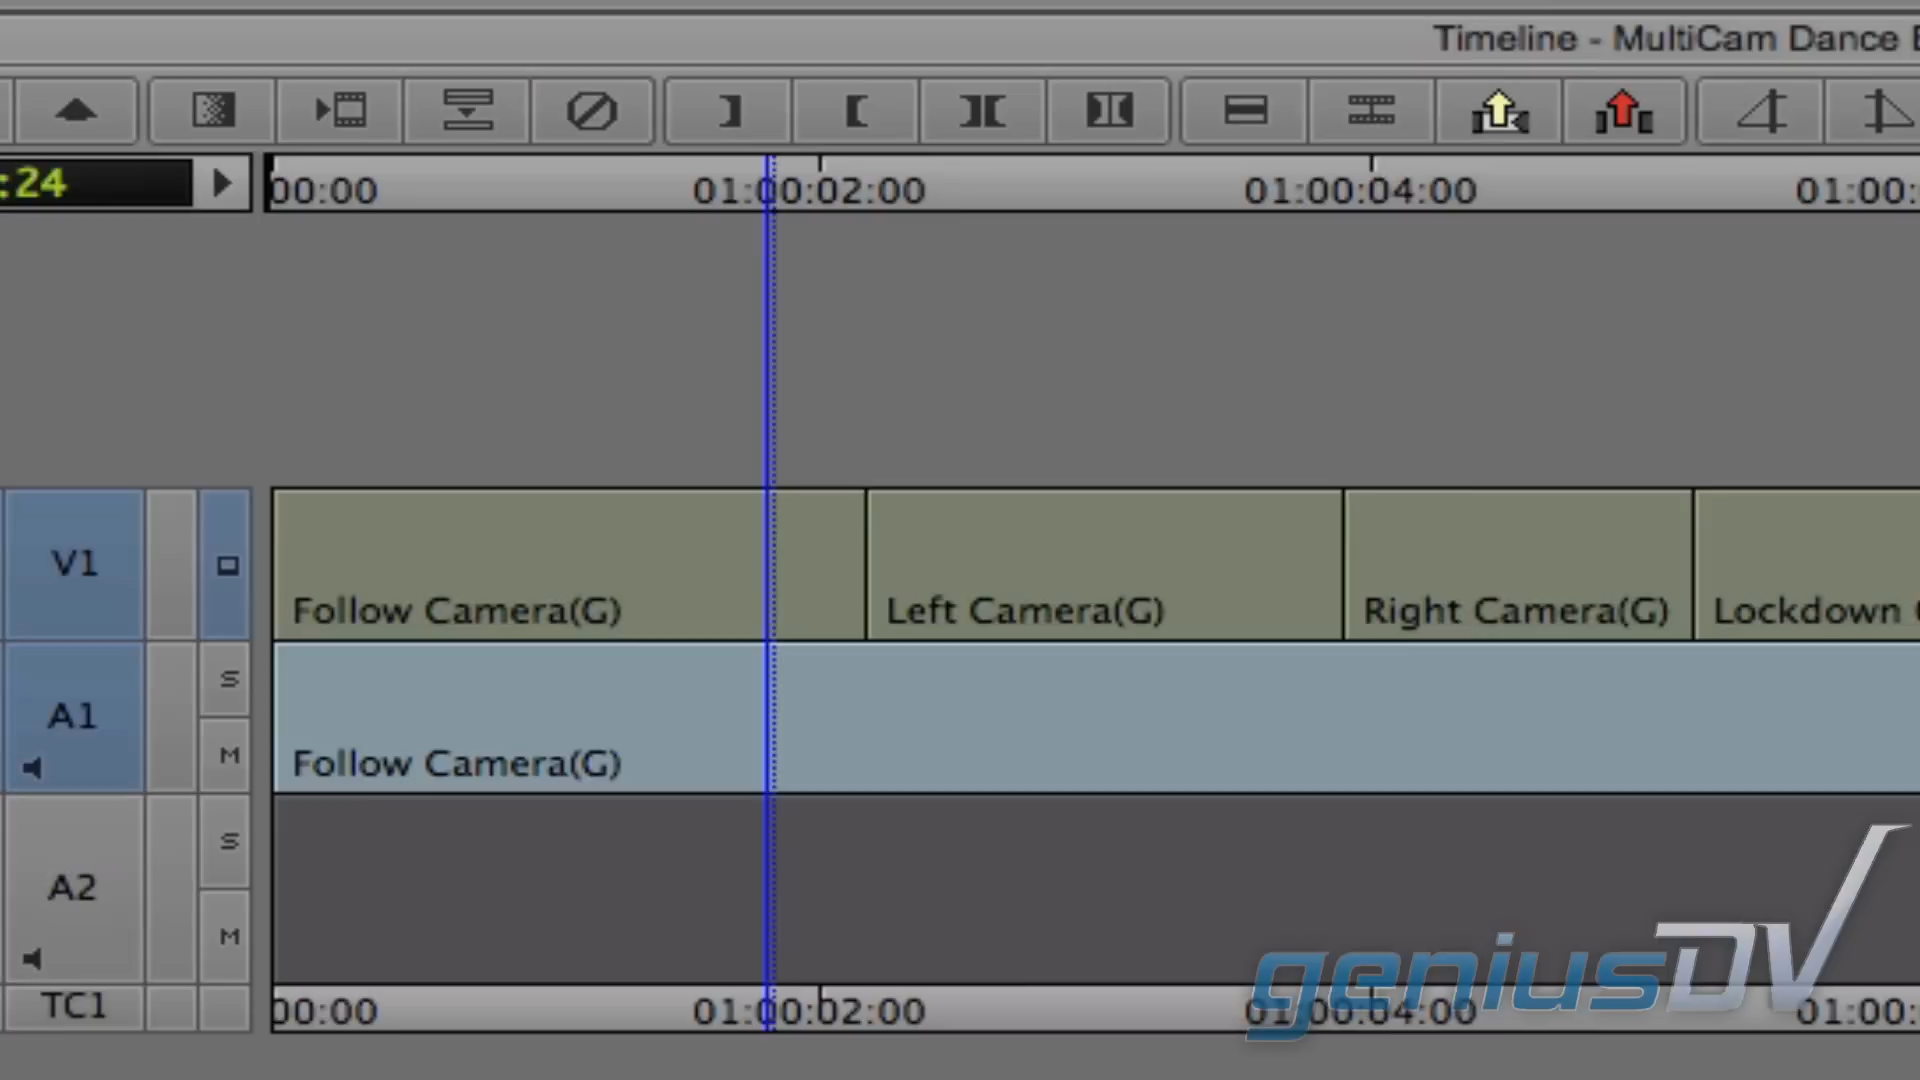 Timeline - MultiCam Dance
:24
00:00 01:00:02:00 01:00:04:00 01:00:
V1
Follow Camera(G) Left Camera(G) Right Camera(G) Lockdown
A1
S
M
Follow Camera(G)
A2
S
M
TC1
00:00 01:00:02:00 01:00:04:00 01:00:
geniusDV